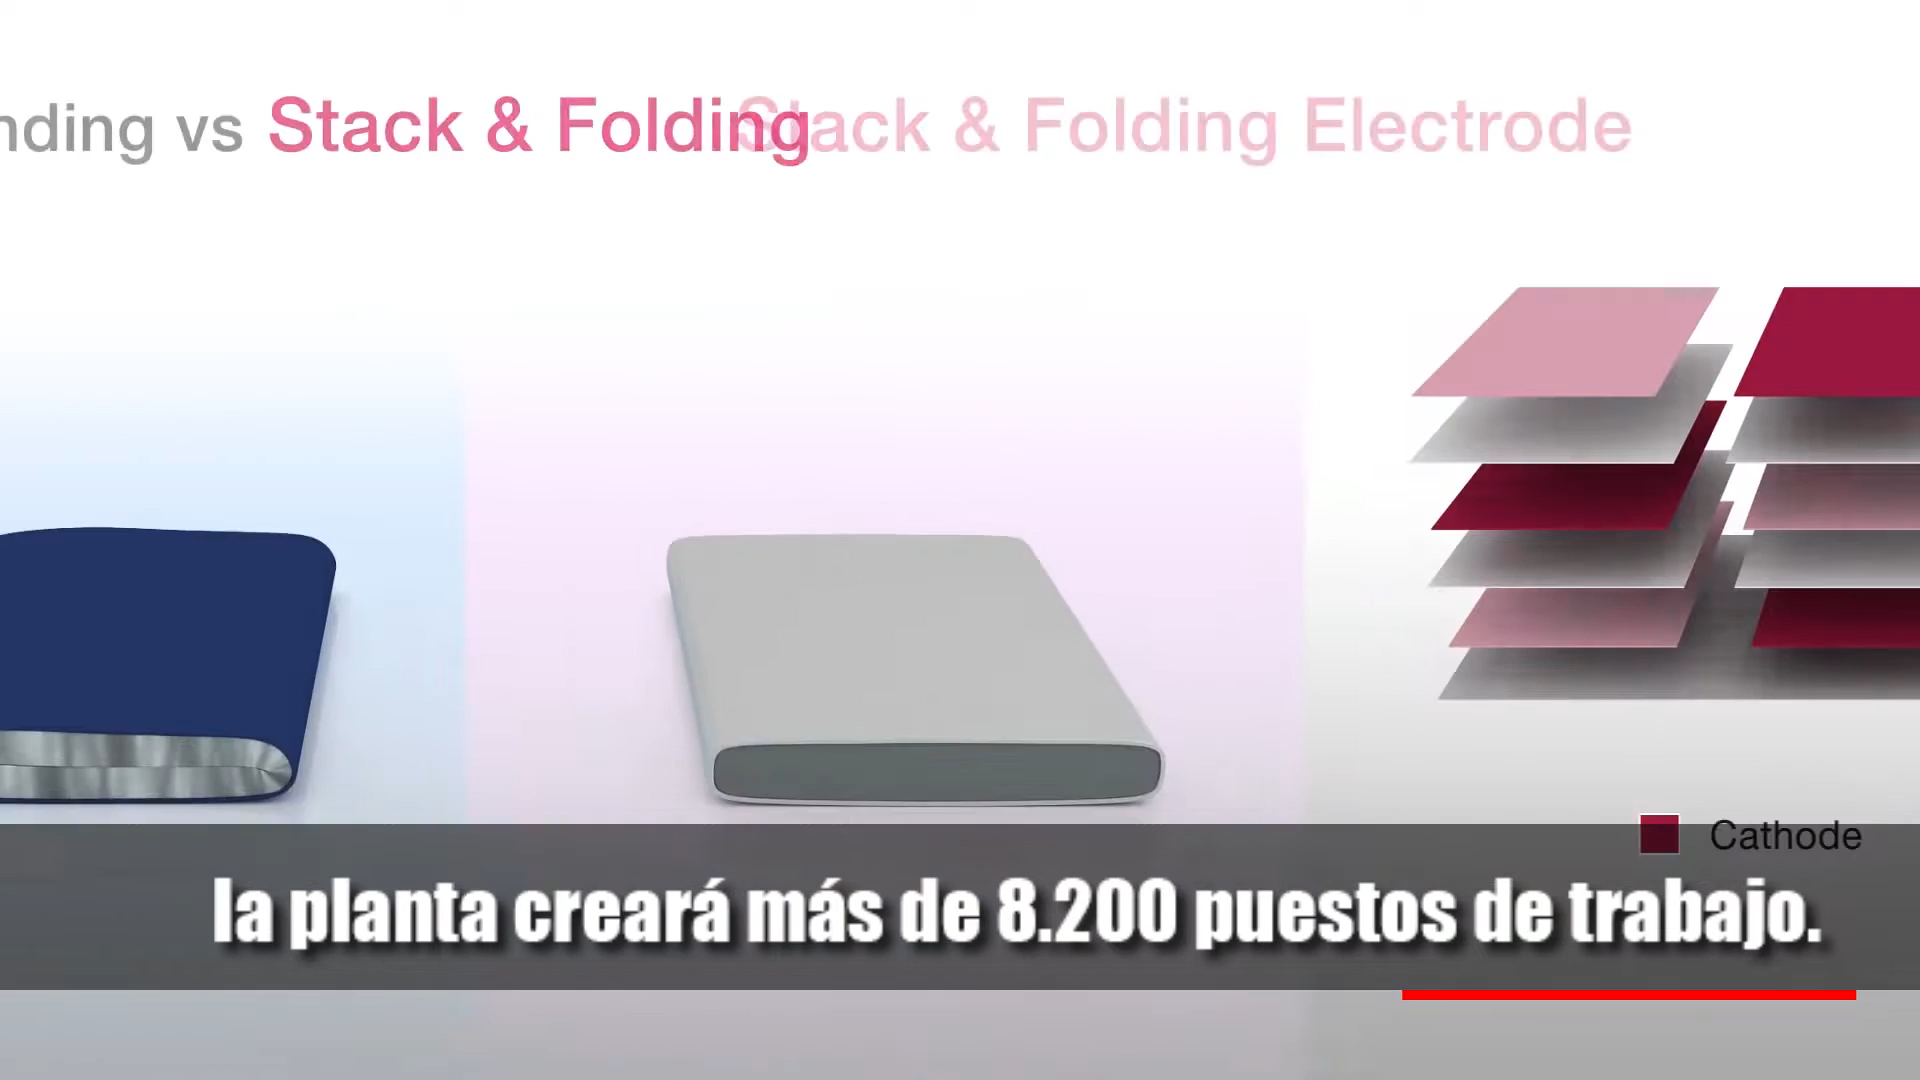 nding vs Stack & Folding
Stack & Folding Electrode
Cathode
la planta creará más de 8.200 puestos de trabajo.